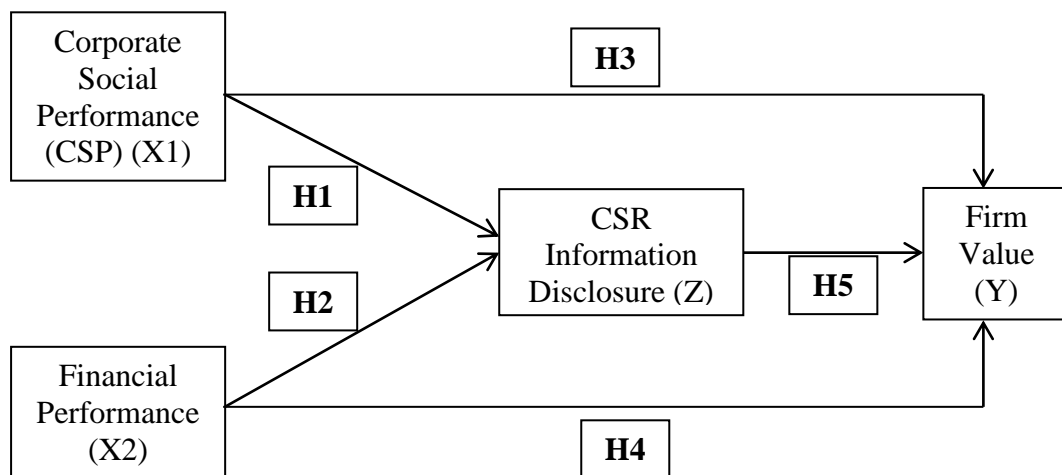 Corporate
Social
Performance
(CSP) (X1)
H3
H1
CSR
Information
Disclosure (Z)
Firm
Value
(Y)
H5
H2
Financial
Performance
(X2)
H4